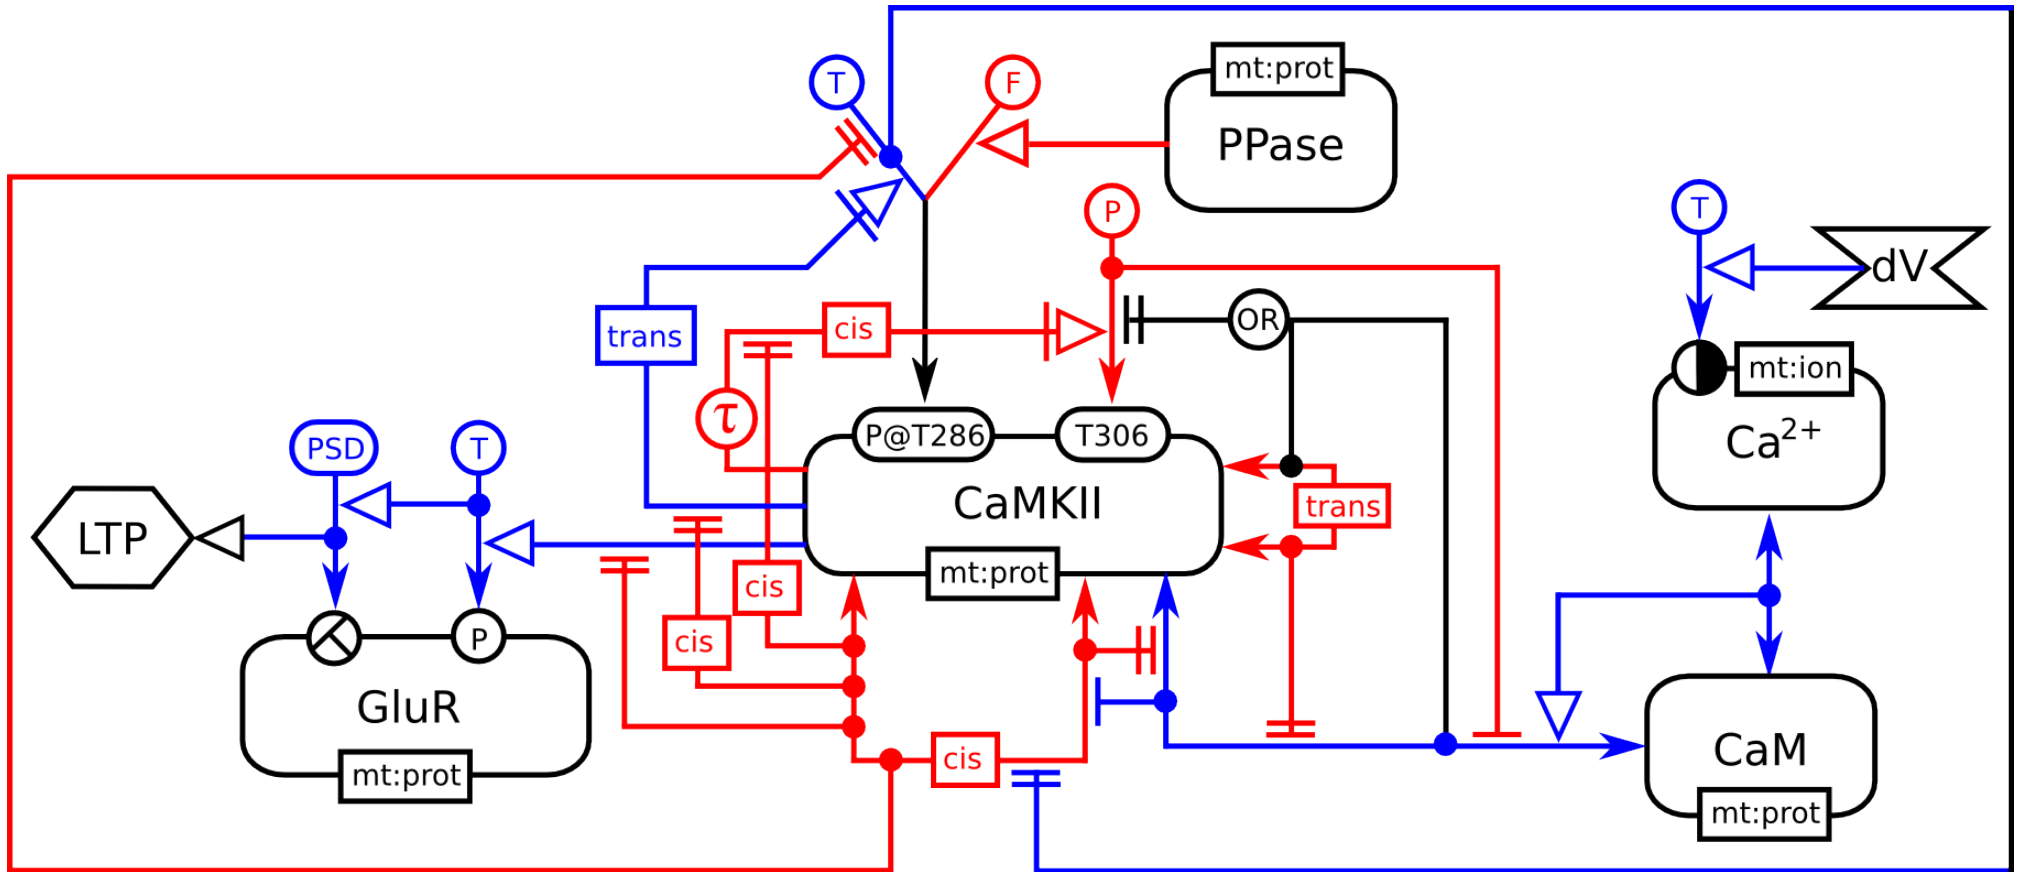 mt:prot
T
F
PPase
P
T
dV
OR
trans
cis
mt:ion
τ
P@T286
T306
Ca2+
PSD
T
CaMKII
trans
LTP
mt:prot
cis
cis
P
GluR
cis
CaM
mt:prot
mt:prot